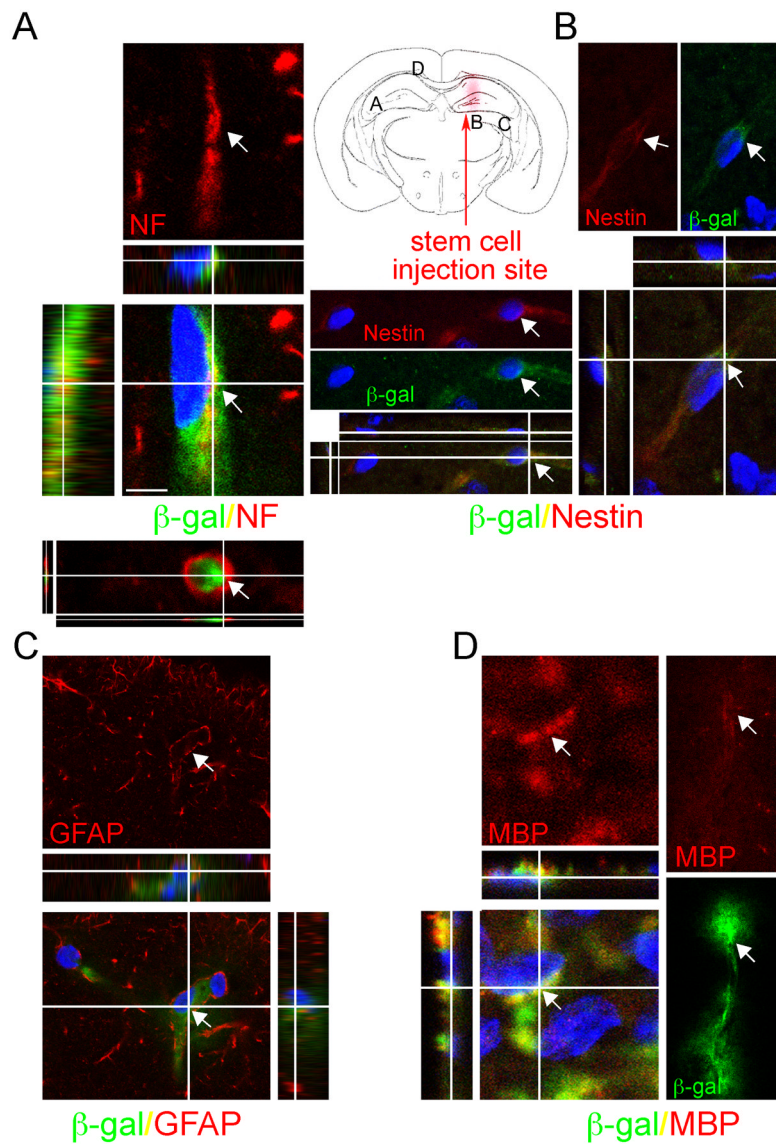 A
B
D
A
B
C
NF
stem cell
injection site
Nestin
β-gal
Nestin
β-gal
β-gal/NF
β-gal/Nestin
C
D
GFAP
MBP
MBP
β-gal
β-gal/GFAP
β-gal/MBP